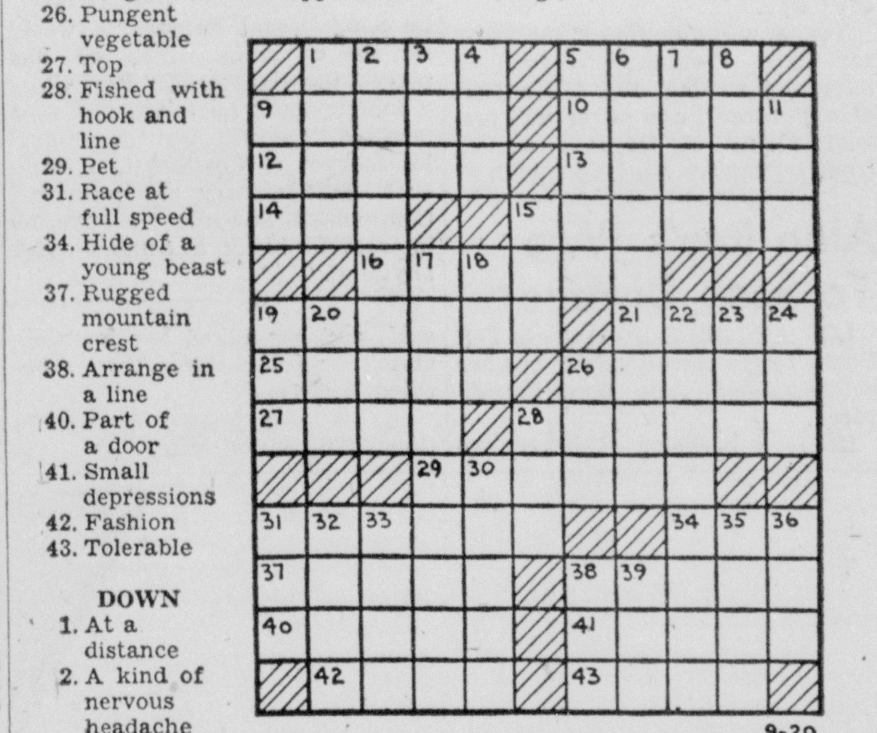 26. Pungent
vegetable
27. Top
28. Fished with
hook and
line
29. Pet
31. Race at
full speed
34. Hide of a
young beast
37. Rugged
mountain
crest
38. Arrange in
a line
40. Part of
a door
41. Small
depressions
42. Fashion
43. Tolerable
DOWN
1. At a
distance
2. A kind of
nervous
headache
1 2 3 4 5 6 7 8
9 10 11
12 13
14 15
16 17 18
19 20 21 22 23 24
25 26
27 28
29 30
31 32 33 34 35 36
37 38 39
40 41
42 43
9-20